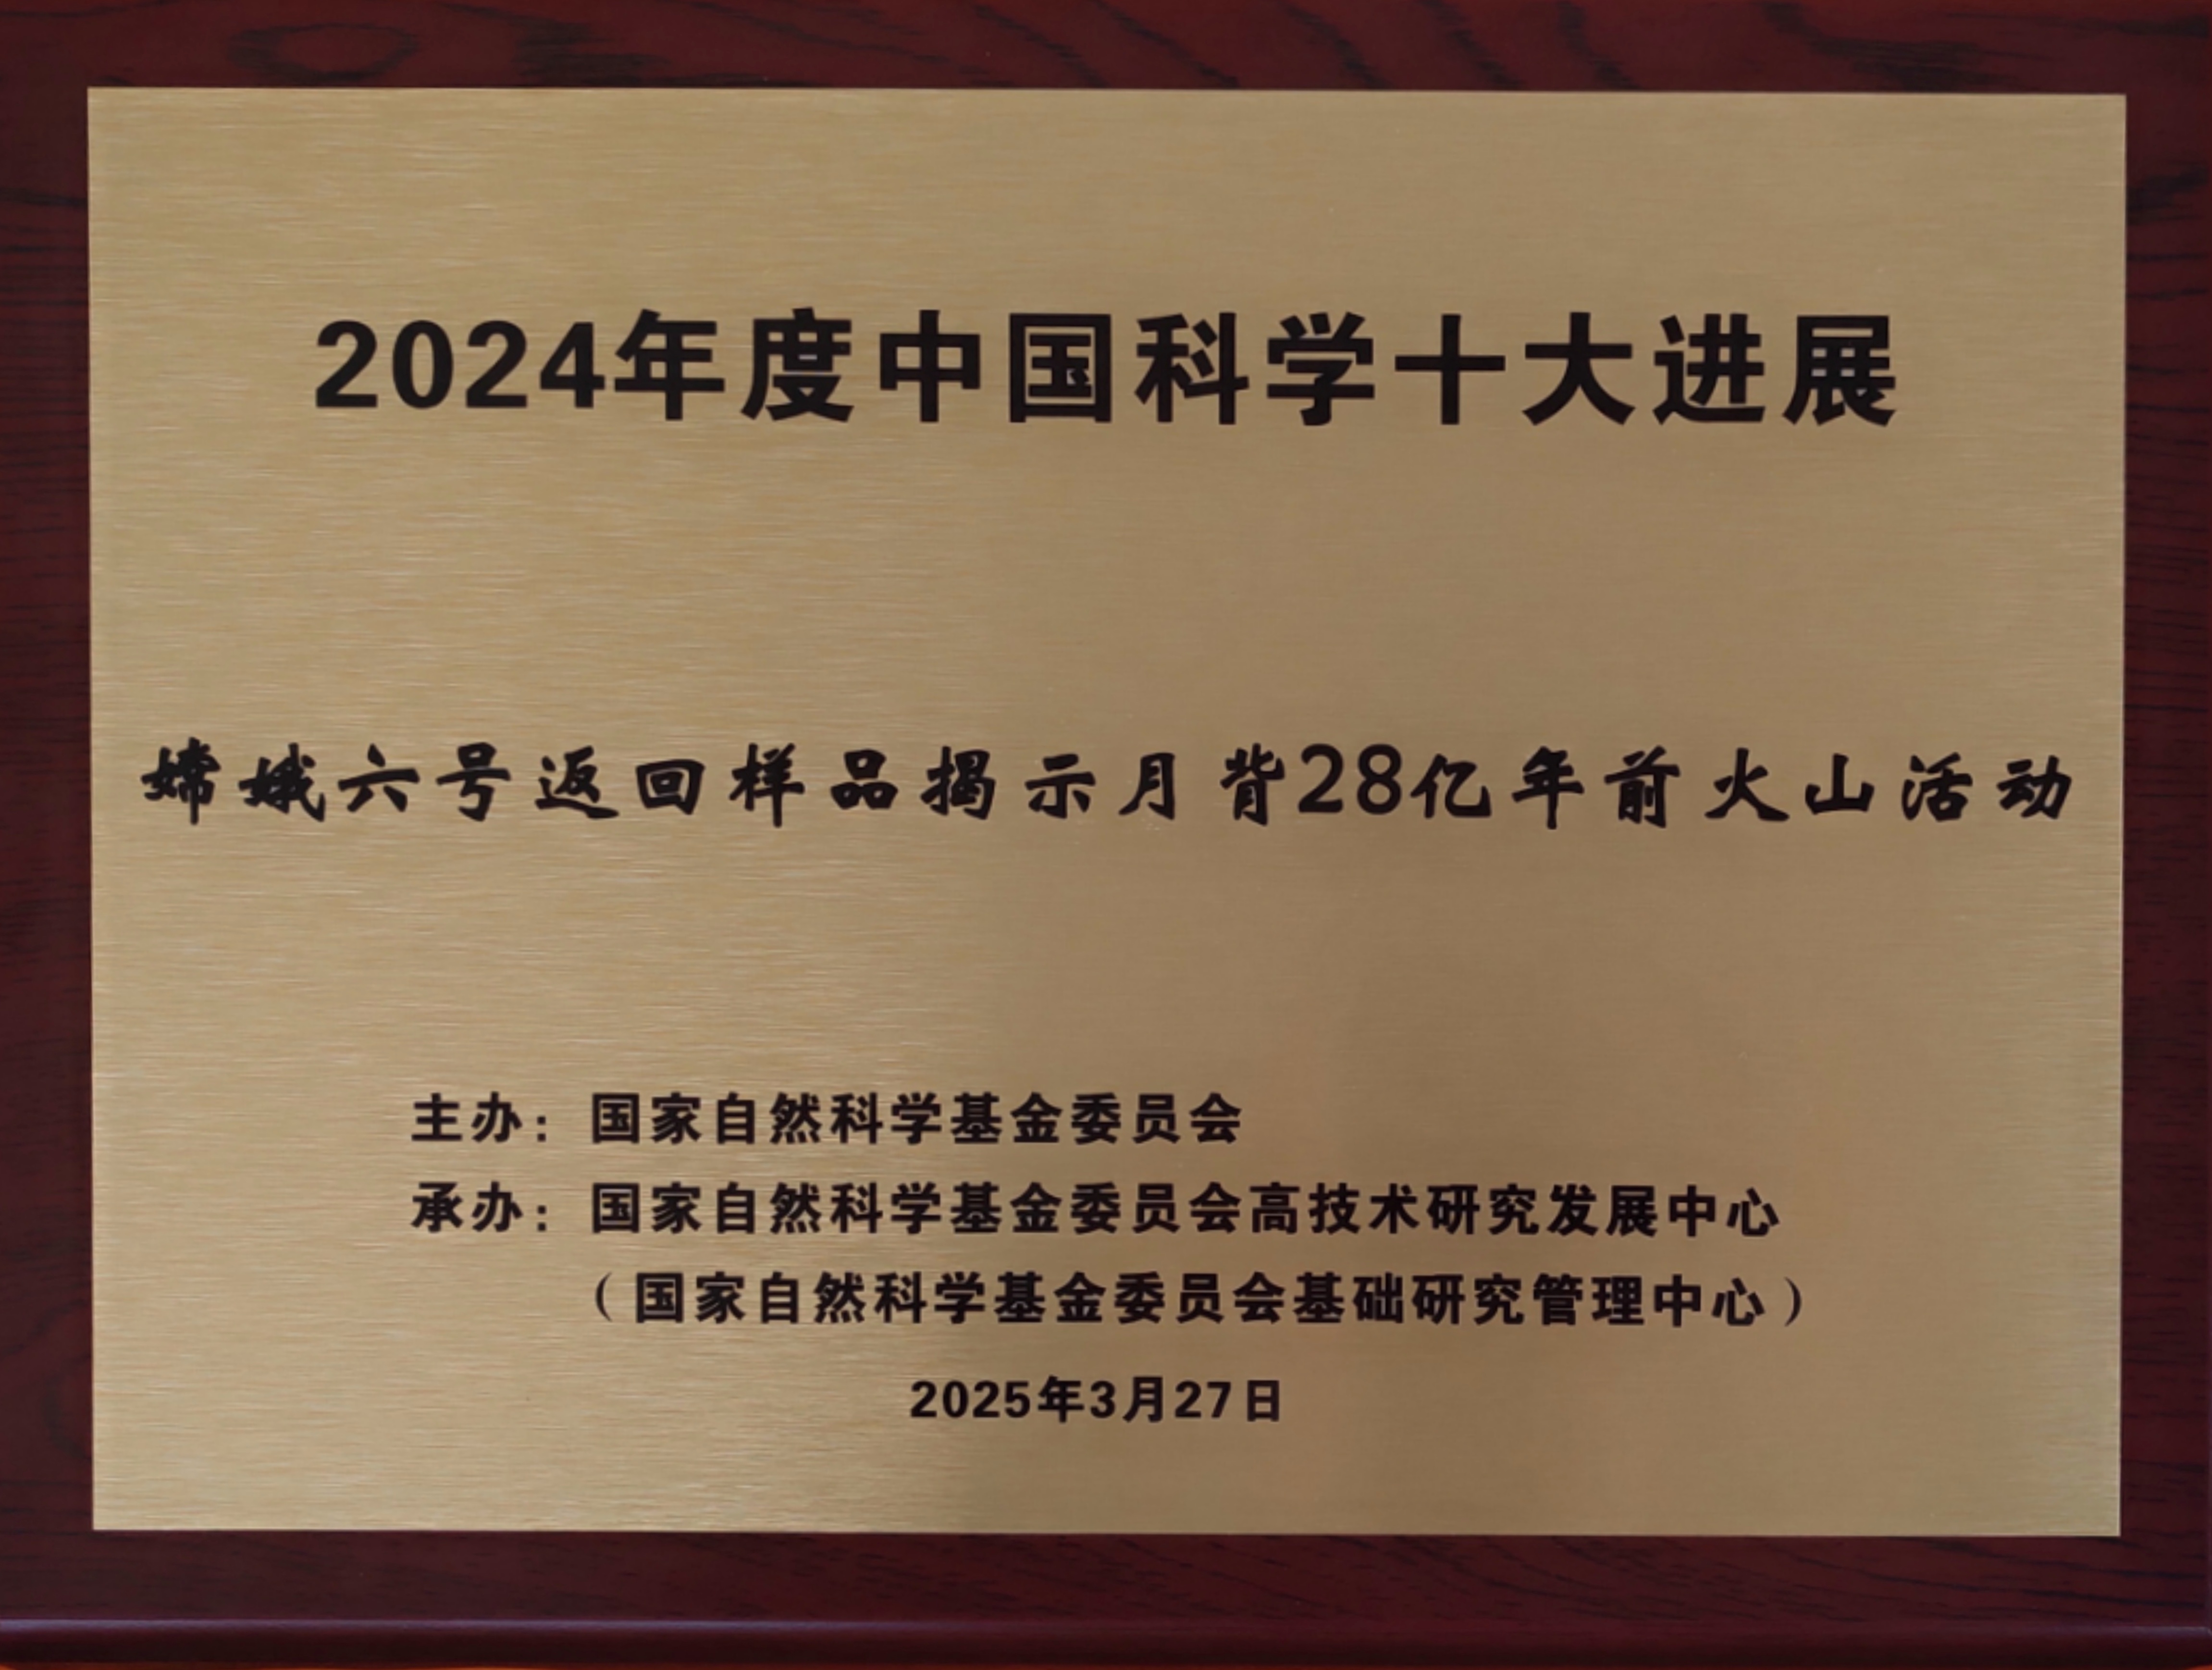 2024年度中国科学十大进展
嫦娥六号返回样品揭示月背28亿年前火山活动
主办：国家自然科学基金委员会
承办：国家自然科学基金委员会高技术研究发展中心
（国家自然科学基金委员会基础研究管理中心）
2025年3月27日